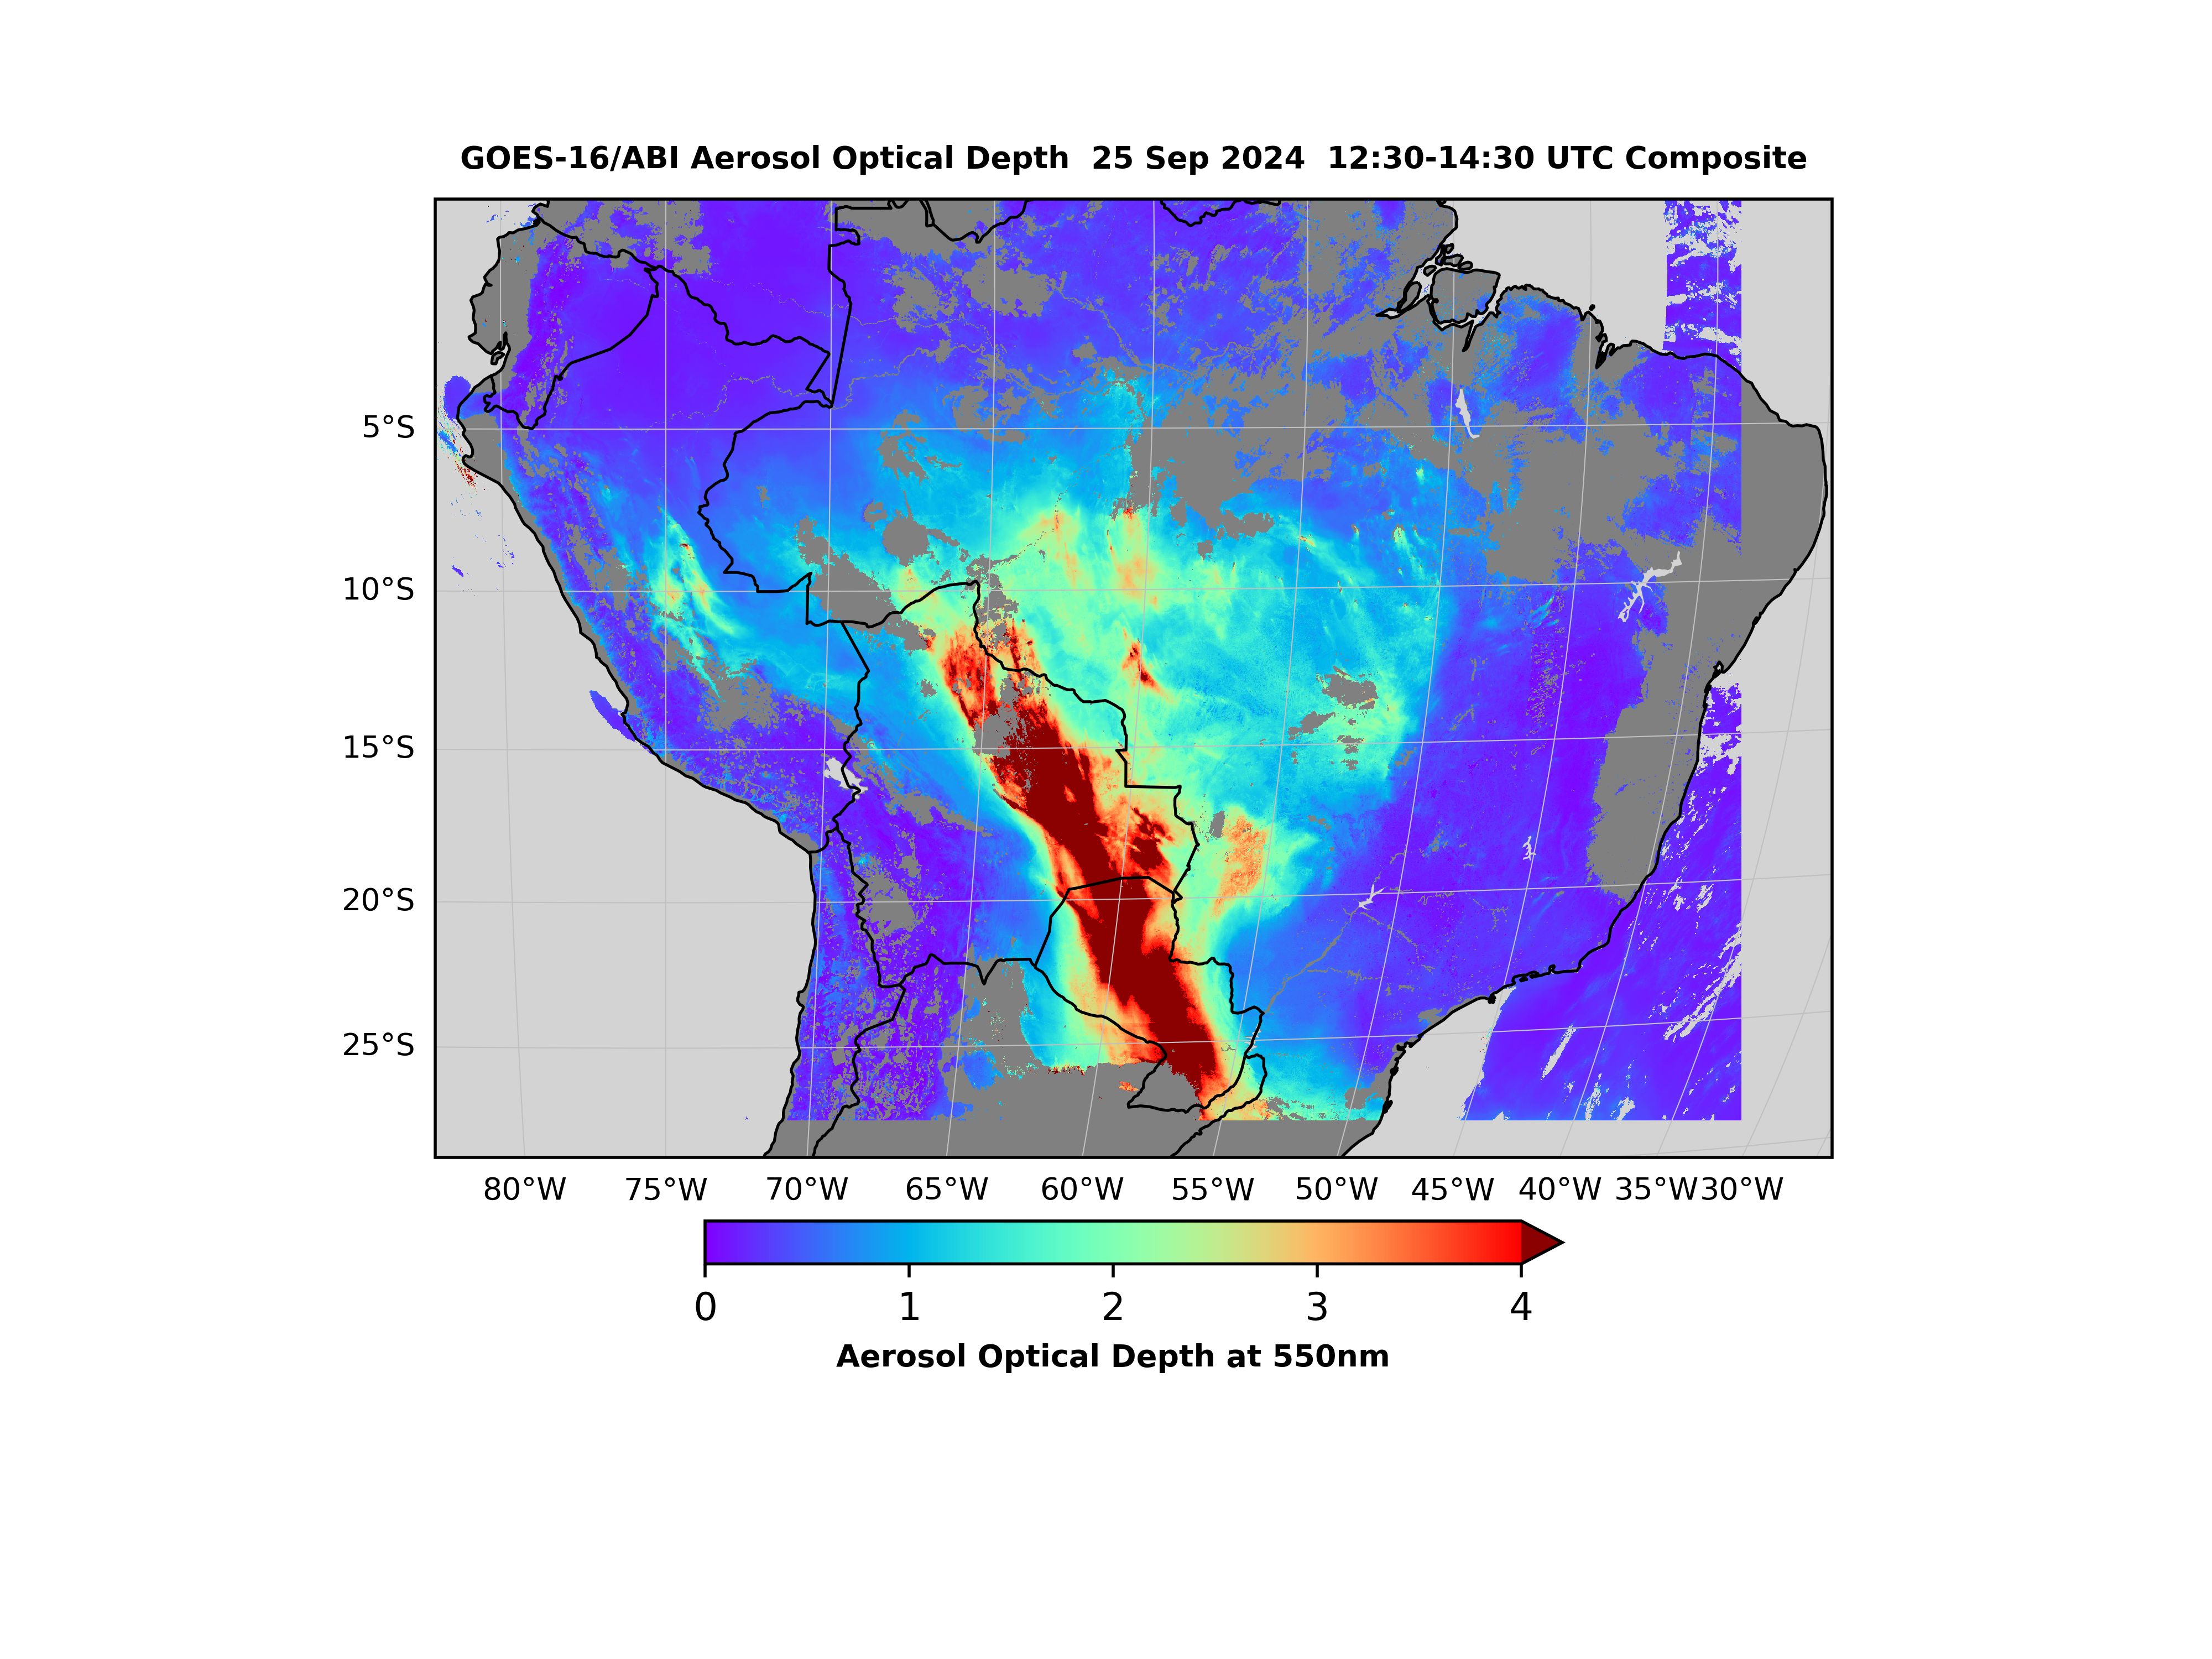 GOES-16/ABI Aerosol Optical Depth  25 Sep 2024  12:30-14:30 UTC Composite
5°S
10°S
15°S
20°S
25°S
80°W 75°W 70°W 65°W 60°W 55°W 50°W 45°W 40°W 35°W 30°W
0 1 2 3 4
Aerosol Optical Depth at 550nm